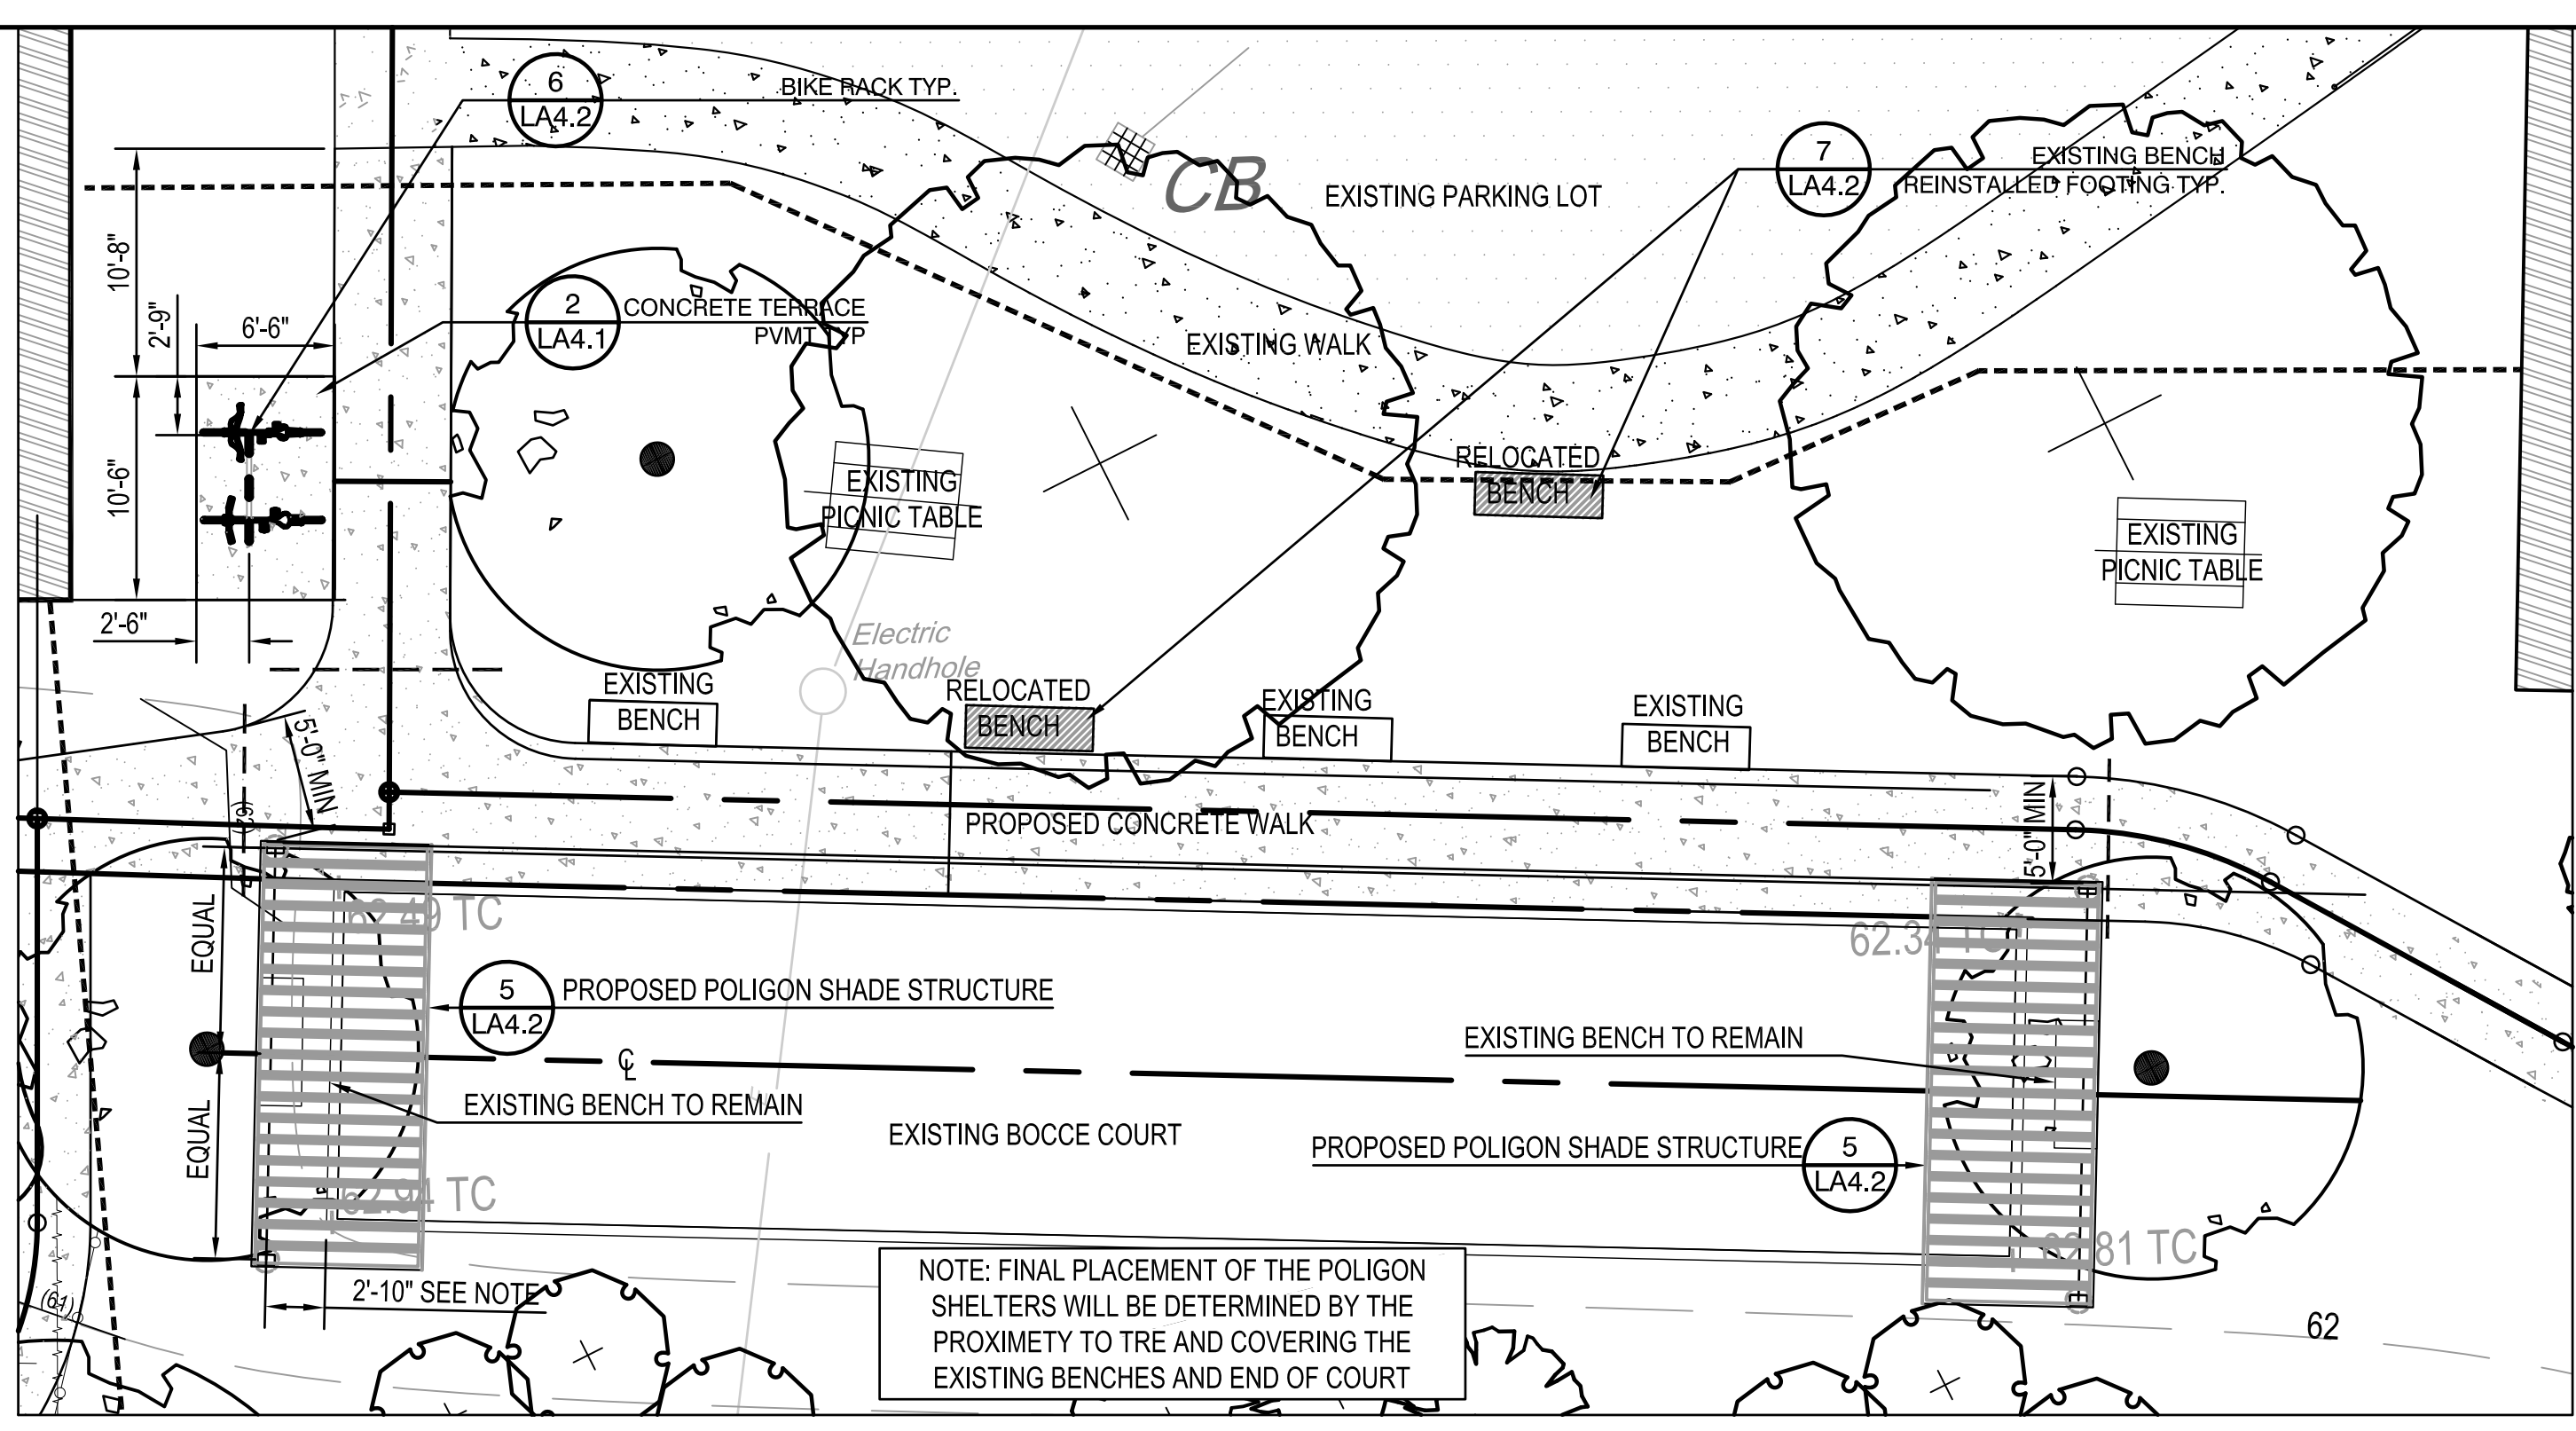 6
LA4.2
BIKE RACK TYP.
CB
EXISTING PARKING LOT
7
LA4.2
EXISTING BENCH
REINSTALLED FOOTING TYP.
10'-8"
2'-9"
6'-6"
2
LA4.1
CONCRETE TERRACE
PVMT TYP
EXISTING WALK
10'-6"
EXISTING
PICNIC TABLE
RELOCATED
BENCH
EXISTING
PICNIC TABLE
2'-6"
Electric
Handhole
EXISTING
BENCH
RELOCATED
BENCH
EXISTING
BENCH
EXISTING
BENCH
5'-0" MIN
(62)
PROPOSED CONCRETE WALK
5'-0" MIN
62.49 TC
62.34 TC
EQUAL
5
LA4.2
PROPOSED POLIGON SHADE STRUCTURE
EXISTING BENCH TO REMAIN
CL
EXISTING BENCH TO REMAIN
EQUAL
EXISTING BOCCE COURT
PROPOSED POLIGON SHADE STRUCTURE
5
LA4.2
62.94 TC
62.81 TC
2'-10" SEE NOTE
(61)
NOTE: FINAL PLACEMENT OF THE POLIGON
SHELTERS WILL BE DETERMINED BY THE
PROXIMETY TO TRE AND COVERING THE
EXISTING BENCHES AND END OF COURT
62